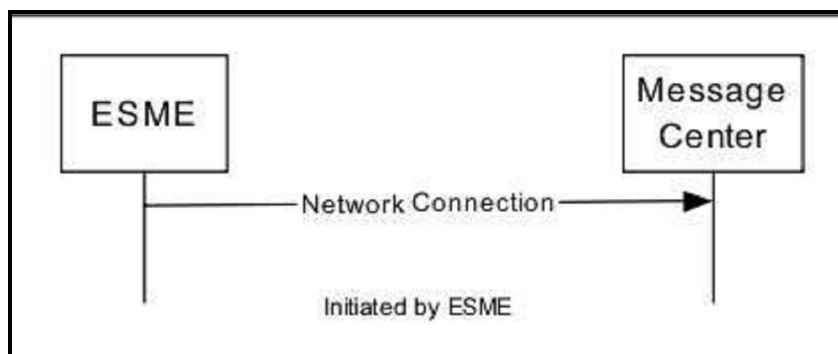 ESME
Message
Center
Network Connection
Initiated by ESME